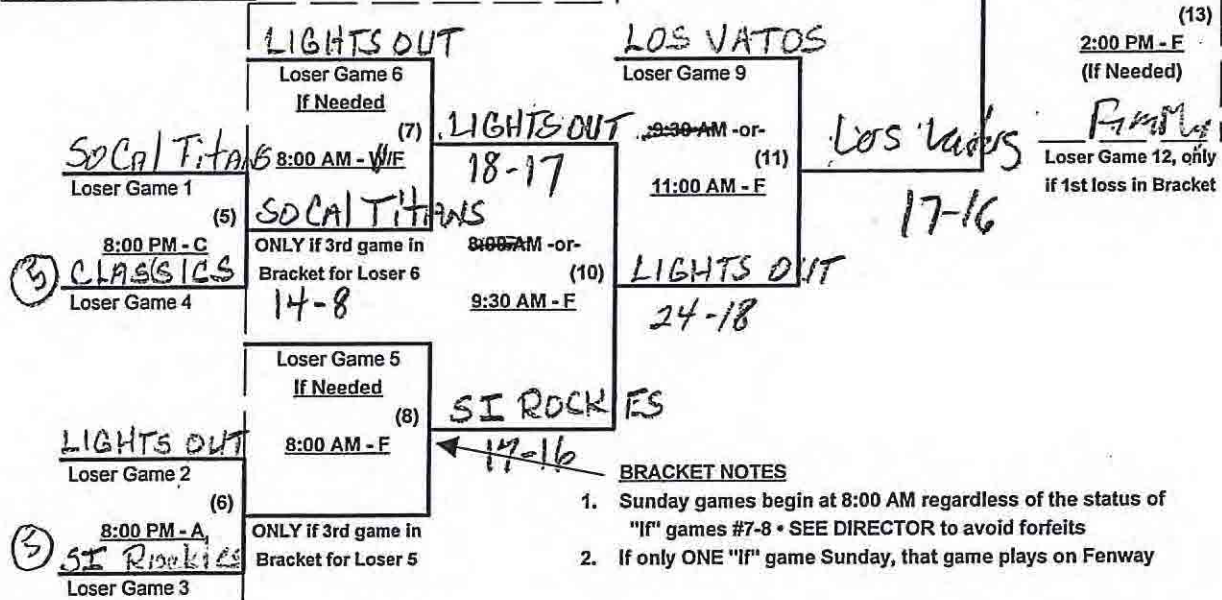 LIGHTS OUT
Loser Game 6
If Needed
(7)
8:00 AM - W/F
SOCAl TiTANS
Loser Game 1
(5)
8:00 PM - C
(5) CLASSICS
Loser Game 4
SOCAl TiTANS
ONLY if 3rd game in
Bracket for Loser 6
14-8
Loser Game 5
If Needed
(8)
8:00 AM - F
LIGHTS OUT
Loser Game 2
(6)
8:00 PM - A
SI Rockies
Loser Game 3
ONLY if 3rd game in
Bracket for Loser 5
LIGHTS OUT
18-17
8:00 AM -or-
(10)
9:30 AM - F
SI ROCKIES
17-16
LOS VATOS
Loser Game 9
9:30 AM -or-
(11)
11:00 AM - F
LIGHTS OUT
24-18
Los Vatos
17-16
(13)
2:00 PM - F
(If Needed)
Loser Game 12, only
if 1st loss in Bracket
BRACKET NOTES
1. Sunday games begin at 8:00 AM regardless of the status of
"If" games #7-8 • SEE DIRECTOR to avoid forfeits
2. If only ONE "If" game Sunday, that game plays on Fenway